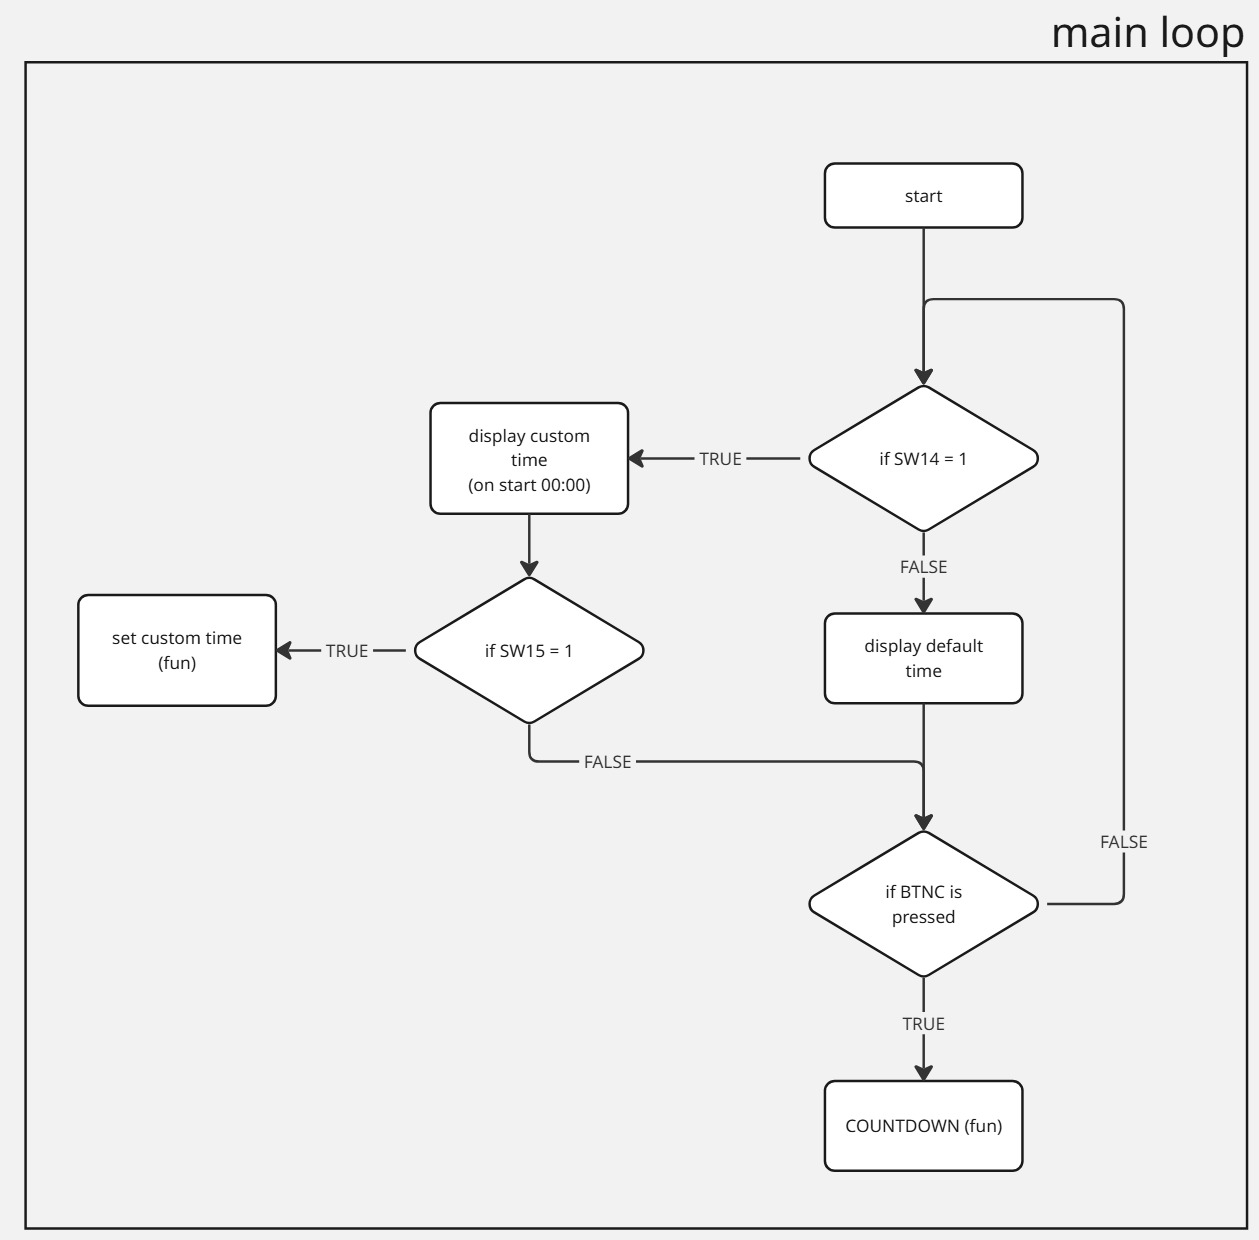 main loop
start
if SW14 = 1
TRUE
display custom
time
(on start 00:00)
FALSE
display default
time
if SW15 = 1
TRUE
set custom time
(fun)
FALSE
if BTNC is
pressed
FALSE
TRUE
COUNTDOWN (fun)